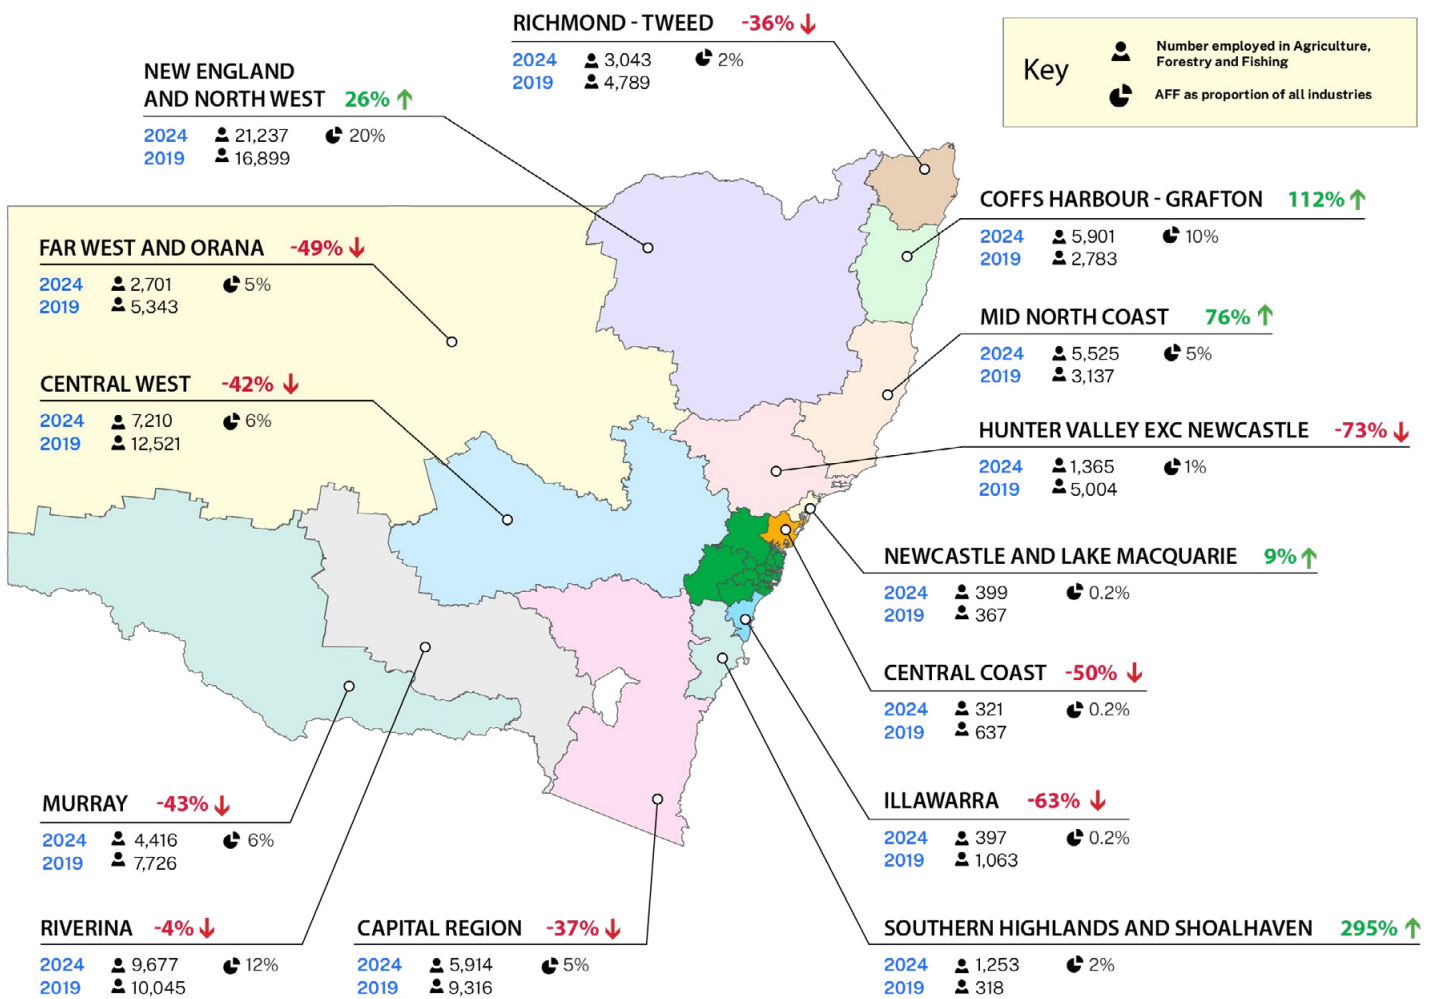 RICHMOND - TWEED -36%
2024 3,043 2%
2019 4,789
Key
Number employed in Agriculture,
Forestry and Fishing
AFF as proportion of all industries
NEW ENGLAND
AND NORTH WEST 26%
2024 21,237 20%
2019 16,899
COFFS HARBOUR - GRAFTON 112%
2024 5,901 10%
2019 2,783
FAR WEST AND ORANA -49%
2024 2,701 5%
2019 5,343
MID NORTH COAST 76%
2024 5,525 5%
2019 3,137
CENTRAL WEST -42%
2024 7,210 6%
2019 12,521
HUNTER VALLEY EXC NEWCASTLE -73%
2024 1,365 1%
2019 5,004
NEWCASTLE AND LAKE MACQUARIE 9%
2024 399 0.2%
2019 367
CENTRAL COAST -50%
2024 321 0.2%
2019 637
MURRAY -43%
2024 4,416 6%
2019 7,726
ILLAWARRA -63%
2024 397 0.2%
2019 1,063
RIVERINA -4%
2024 9,677 12%
2019 10,045
CAPITAL REGION -37%
2024 5,914 5%
2019 9,316
SOUTHERN HIGHLANDS AND SHOALHAVEN 295%
2024 1,253 2%
2019 318